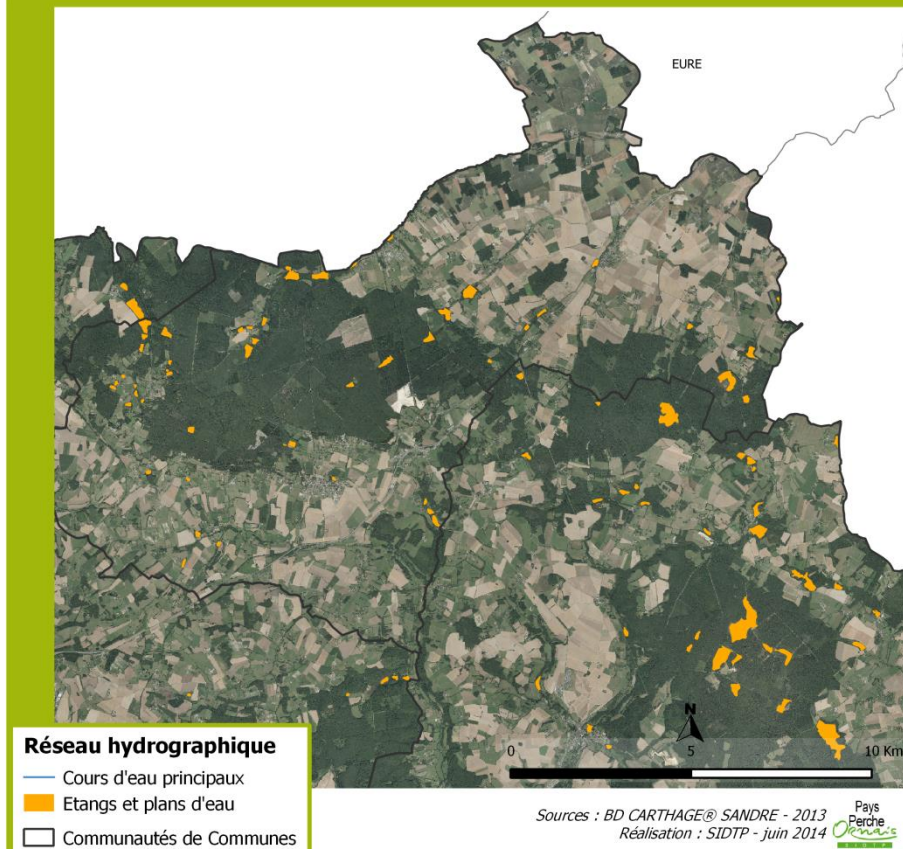 EURE
N
0 5 10 Km
Réseau hydrographique
Cours d'eau principaux
Etangs et plans d'eau
Communautés de Communes
Sources : BD CARTHAGE® SANDRE - 2013
Réalisation : SIDTP - juin 2014
Pays
Perche
Ornais
SIDTP